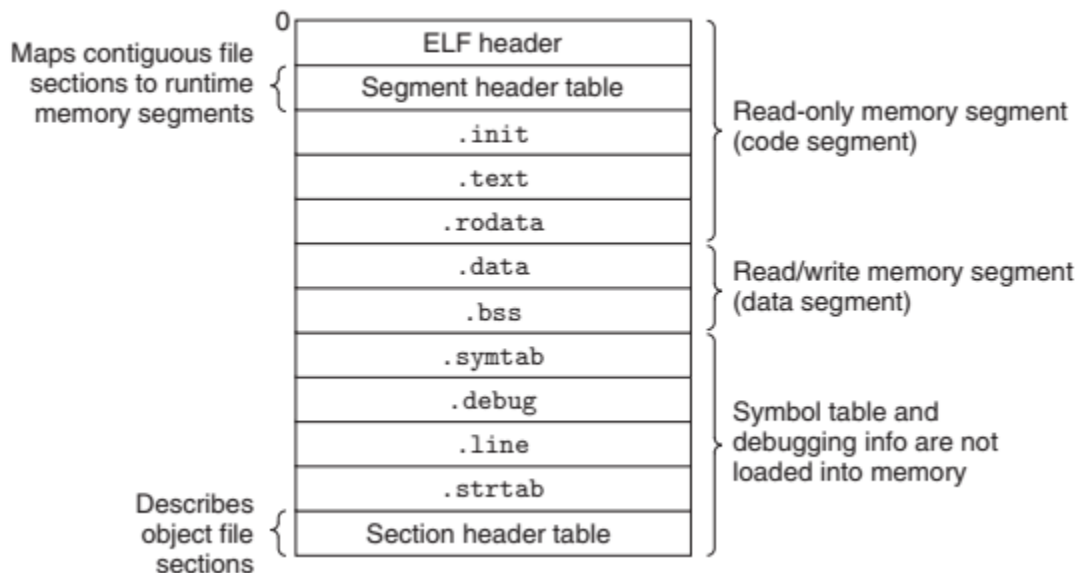 0
ELF header
Maps contiguous file
sections to runtime
memory segments
Segment header table
.init
.text
.rodata
Read-only memory segment
(code segment)
.data
.bss
Read/write memory segment
(data segment)
.symtab
.debug
.line
.strtab
Symbol table and
debugging info are not
loaded into memory
Describes
object file
sections
Section header table